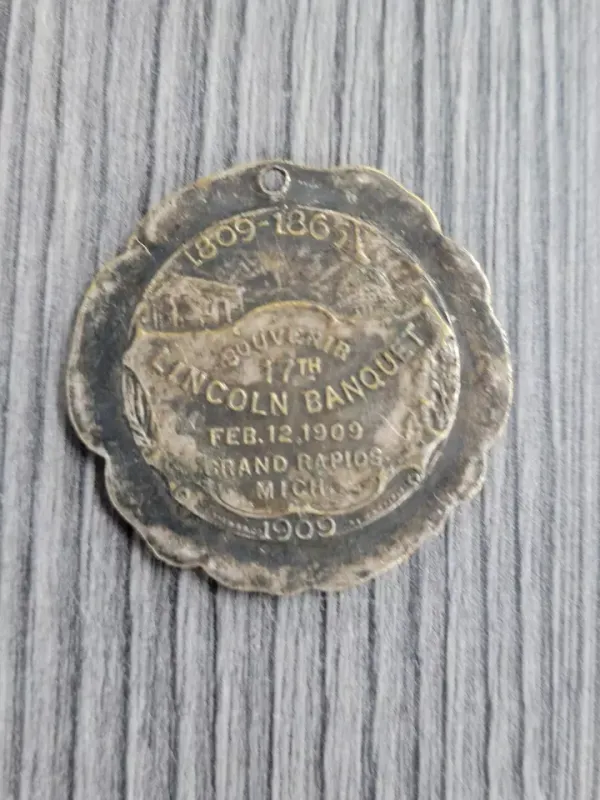 1809-1865
SOUVENIR
17TH
LINCOLN BANQUET
FEB. 12, 1909
GRAND RAPIDS,
MICH.
1909